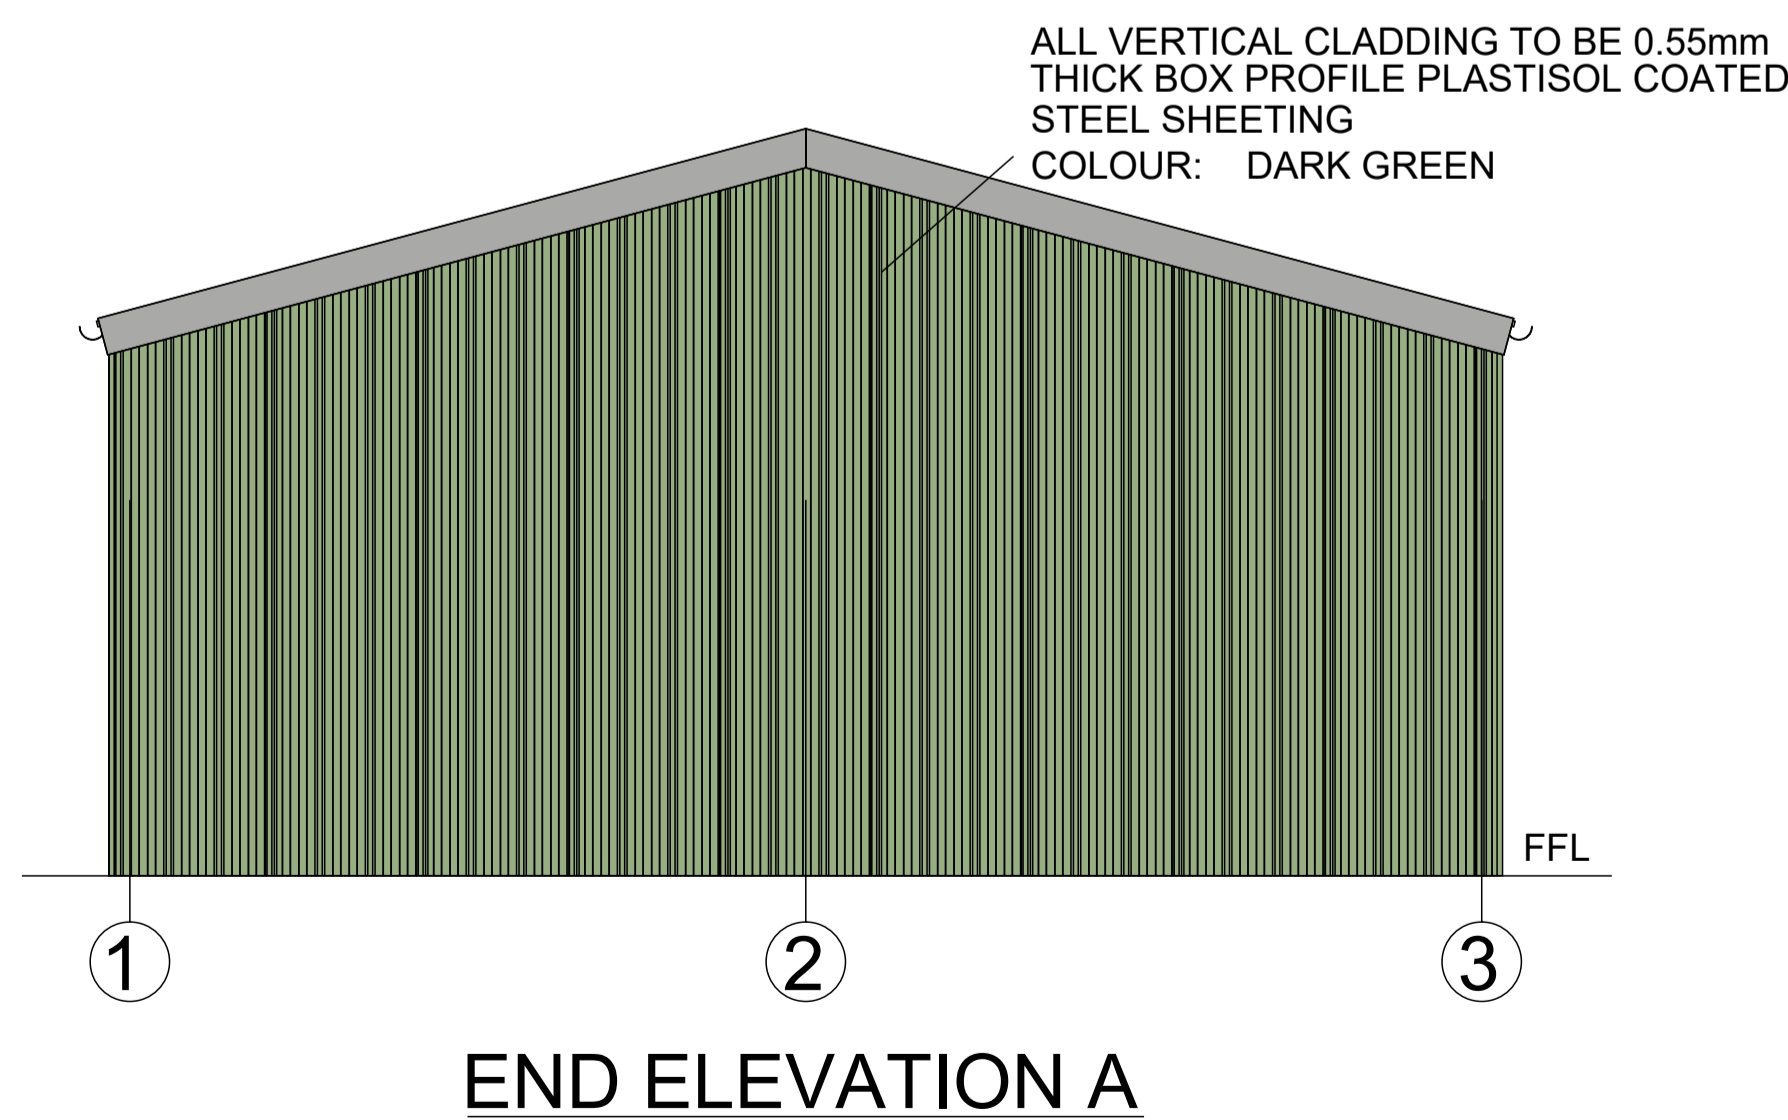 ALL VERTICAL CLADDING TO BE 0.55mm
THICK BOX PROFILE PLASTISOL COATED
STEEL SHEETING
COLOUR: DARK GREEN
FFL
1
2
3
END ELEVATION A